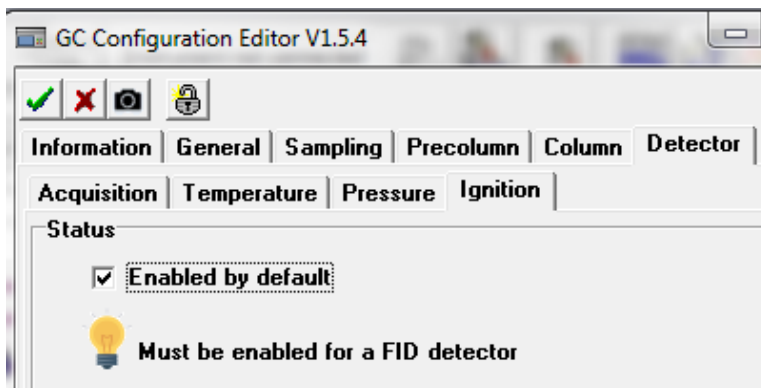 GC Configuration Editor V1.5.4
Information General Sampling Precolumn Column Detector
Acquisition Temperature Pressure Ignition
Status
Enabled by default
Must be enabled for a FID detector